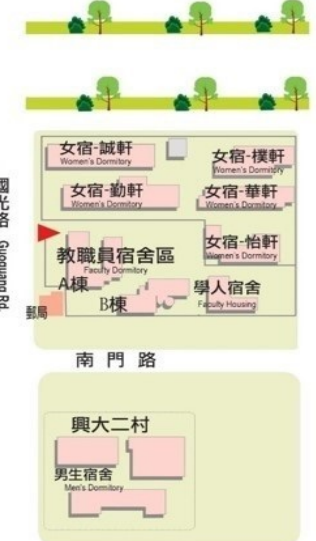 女宿-誠軒
Women's Dormitory
女宿-樸軒
Women's Dormitory
女宿-勤軒
Women's Dormitory
女宿-華軒
Women's Dormitory
國光路 Guoguang Rd.
女宿-怡軒
Women's Dormitory
教職員宿舍區
Faculty Dormitory
A棟
B棟
學人宿舍
Faculty Housing
郵局
南門路
興大二村
男生宿舍
Men's Dormitory